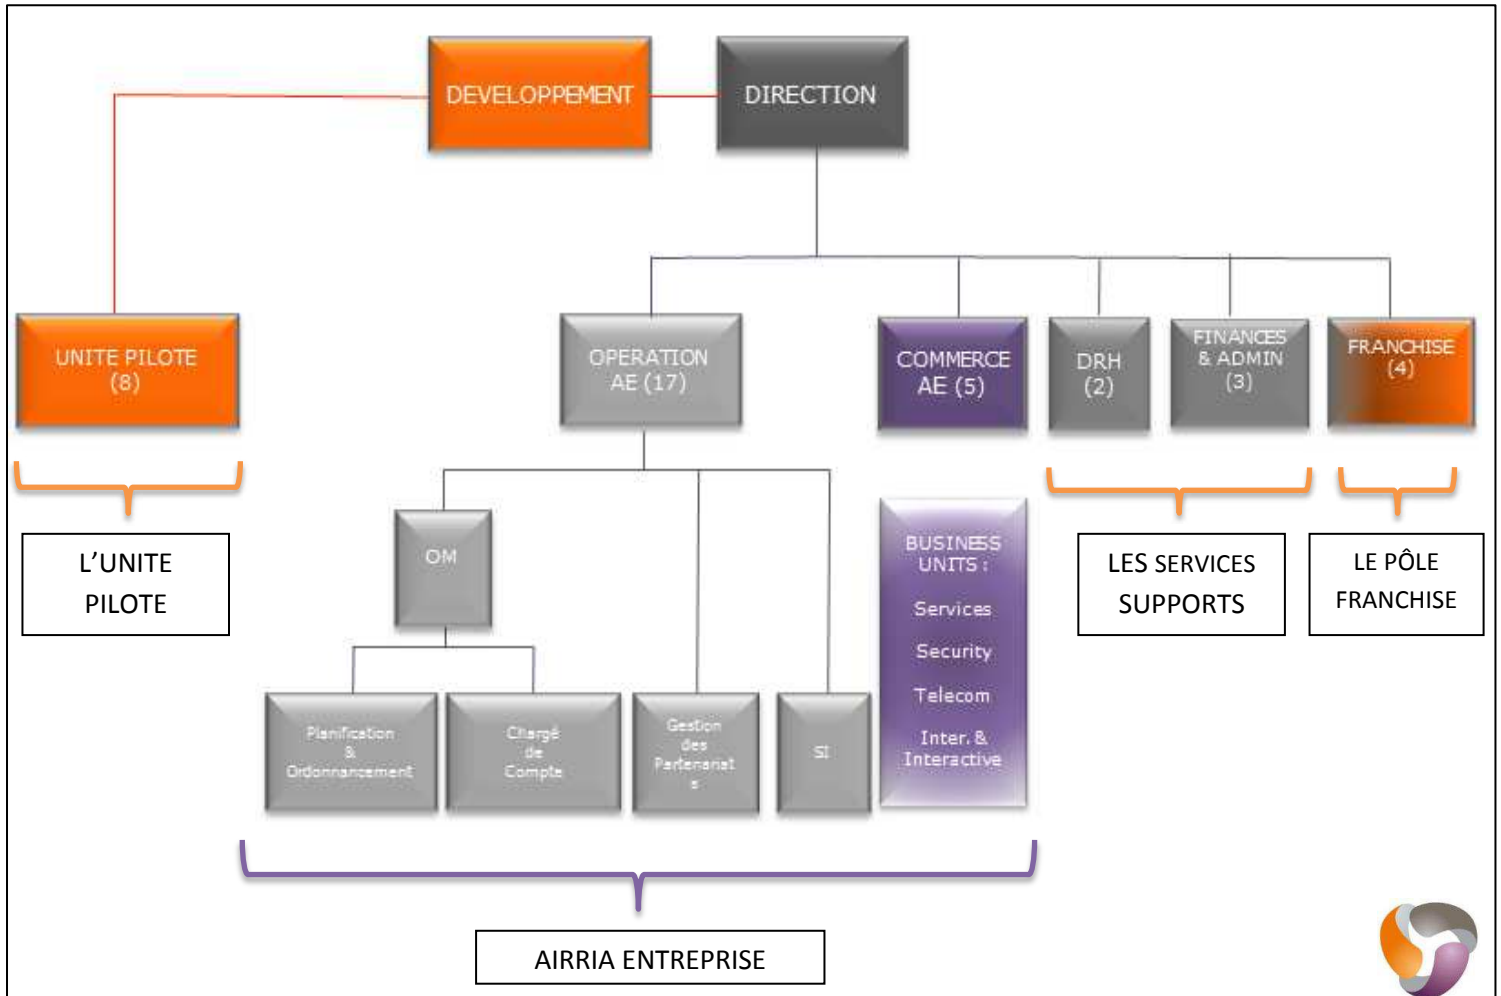 DEVELOPPEMENT
DIRECTION
UNITE PILOTE
(8)
OPERATION
AE (17)
COMMERCE
AE (5)
DRH
(2)
FINANCES
& ADMIN
(3)
FRANCHISE
(4)
L’UNITE
PILOTE
OM
BUSINESS
UNITS :
Services
Security
Telecom
Inter. &
Interactive
LES SERVICES
SUPPORTS
LE PÔLE
FRANCHISE
Planification
&
Ordonnancement
Chargé
de
Compte
Gestion
des
Partenariat
s
SI
AIRRIA ENTREPRISE